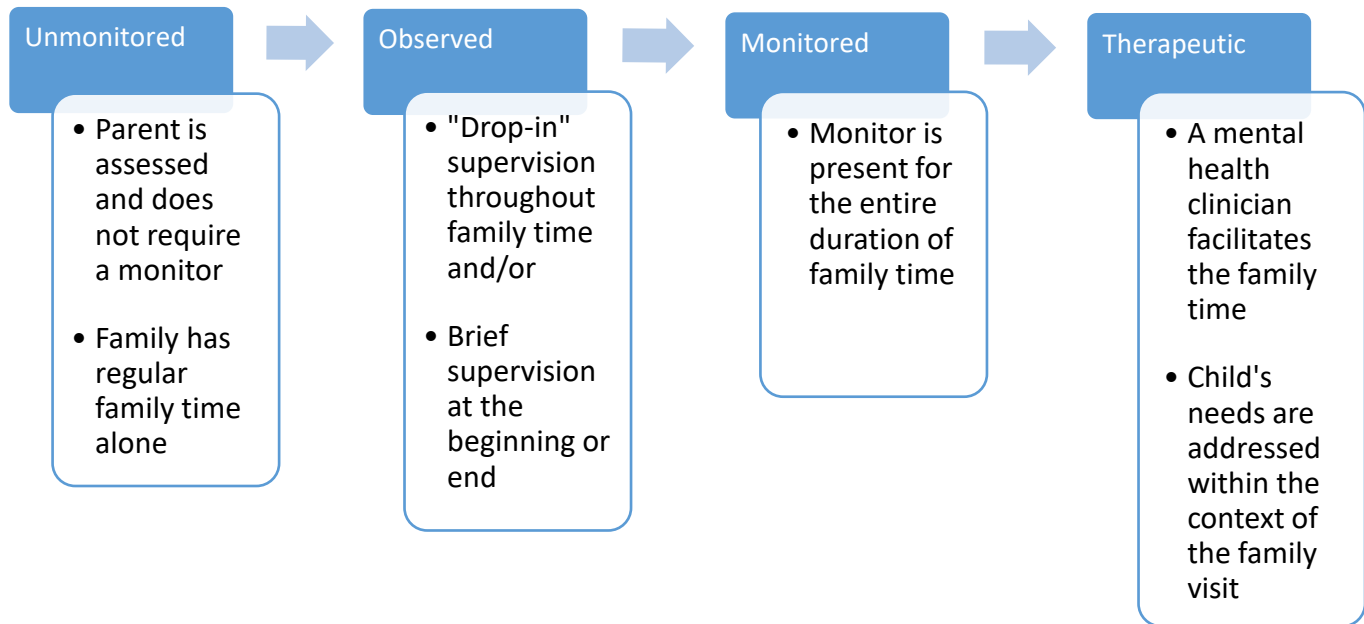 Unmonitored
• Parent is
assessed
and does
not require
a monitor
• Family has
regular
family time
alone
Observed
• "Drop-in"
supervision
throughout
family time
and/or
• Brief
supervision
at the
beginning or
end
Monitored
• Monitor is
present for
the entire
duration of
family time
Therapeutic
• A mental
health
clinician
facilitates
the family
time
• Child's
needs are
addressed
within the
context of
the family
visit